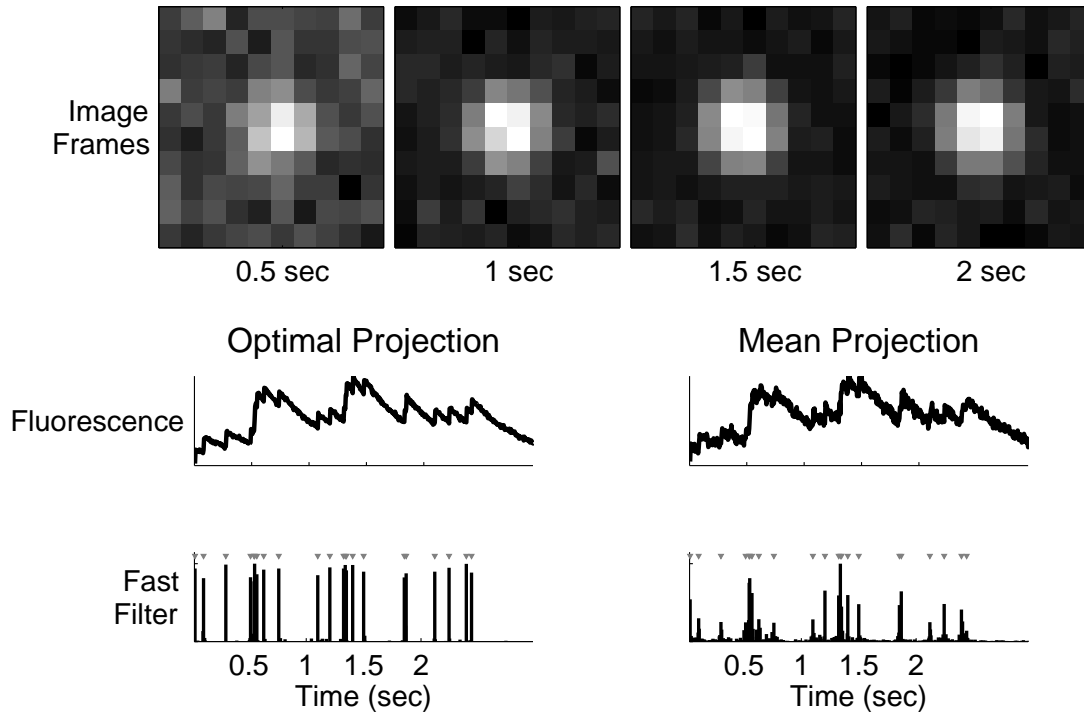 Image
Frames
0.5 sec
1 sec
1.5 sec
2 sec
Optimal Projection
Mean Projection
Fluorescence
Fast
Filter
0.5
1
1.5
2
Time (sec)
0.5
1
1.5
2
Time (sec)